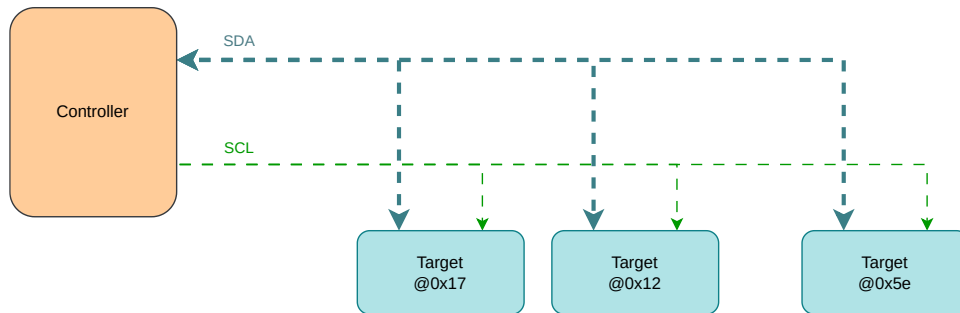 SDA
Controller
SCL
Target
@0x17
Target
@0x12
Target
@0x5e